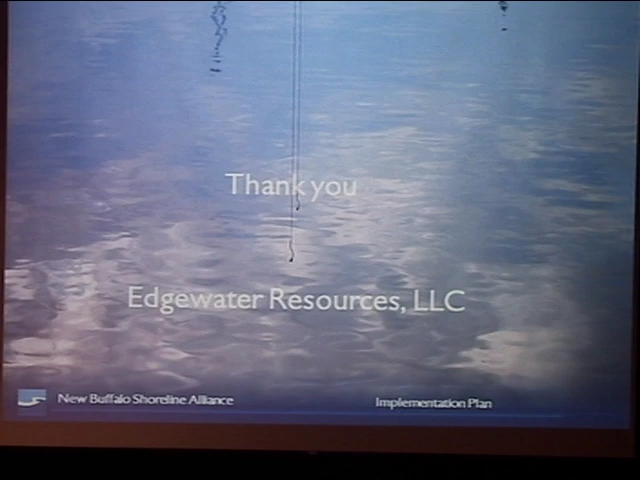 Thank you
Edgewater Resources, LLC
New Buffalo Shoreline Alliance
Implementation Plan